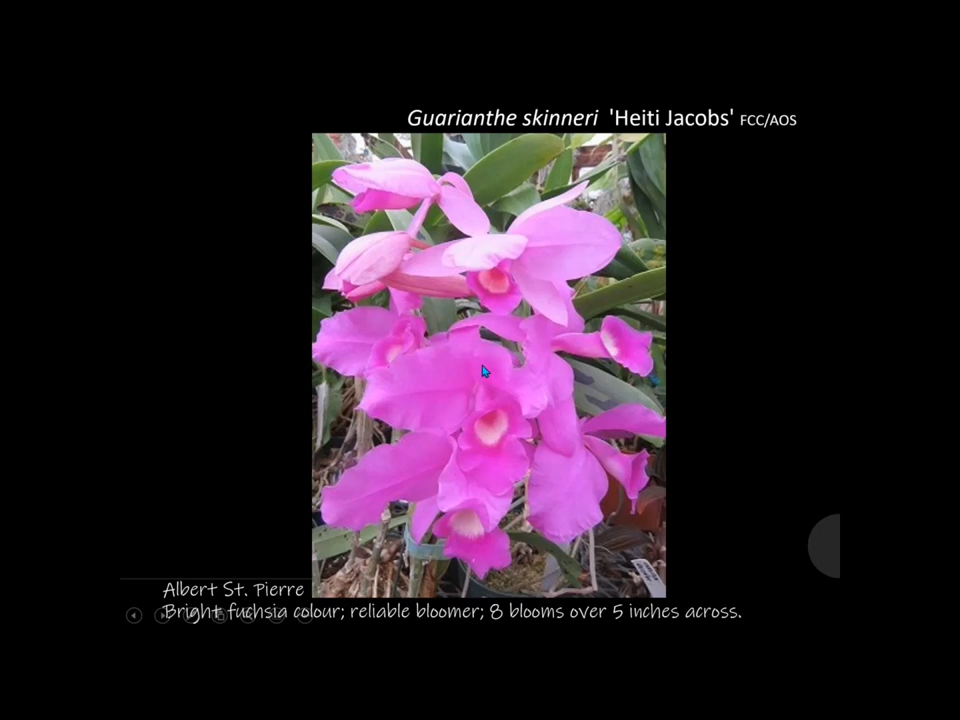 Guarianthe skinneri 'Heiti Jacobs' FCC/AOS
Albert St. Pierre
Bright fuchsia colour; reliable bloomer; 8 blooms over 5 inches across.